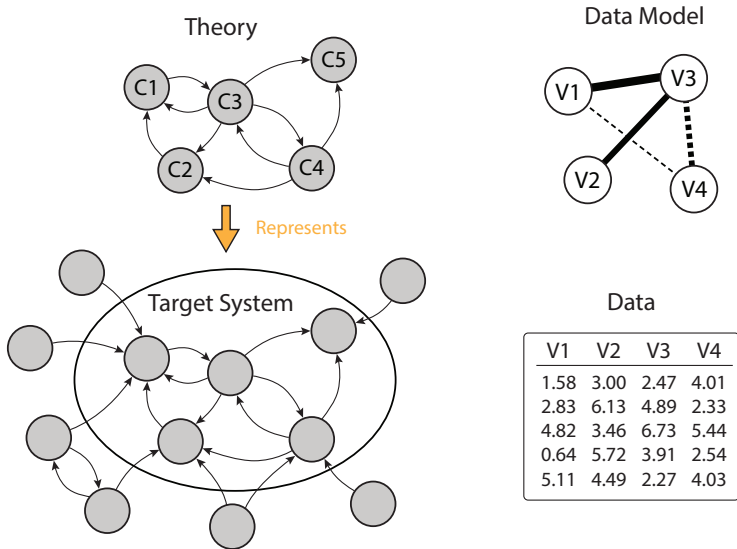 Theory
C1
C2
C3
C4
C5
Represents
Target System
Data Model
V1
V2
V3
V4
Data
V1 V2 V3 V4
1.58 3.00 2.47 4.01
2.83 6.13 4.89 2.33
4.82 3.46 6.73 5.44
0.64 5.72 3.91 2.54
5.11 4.49 2.27 4.03